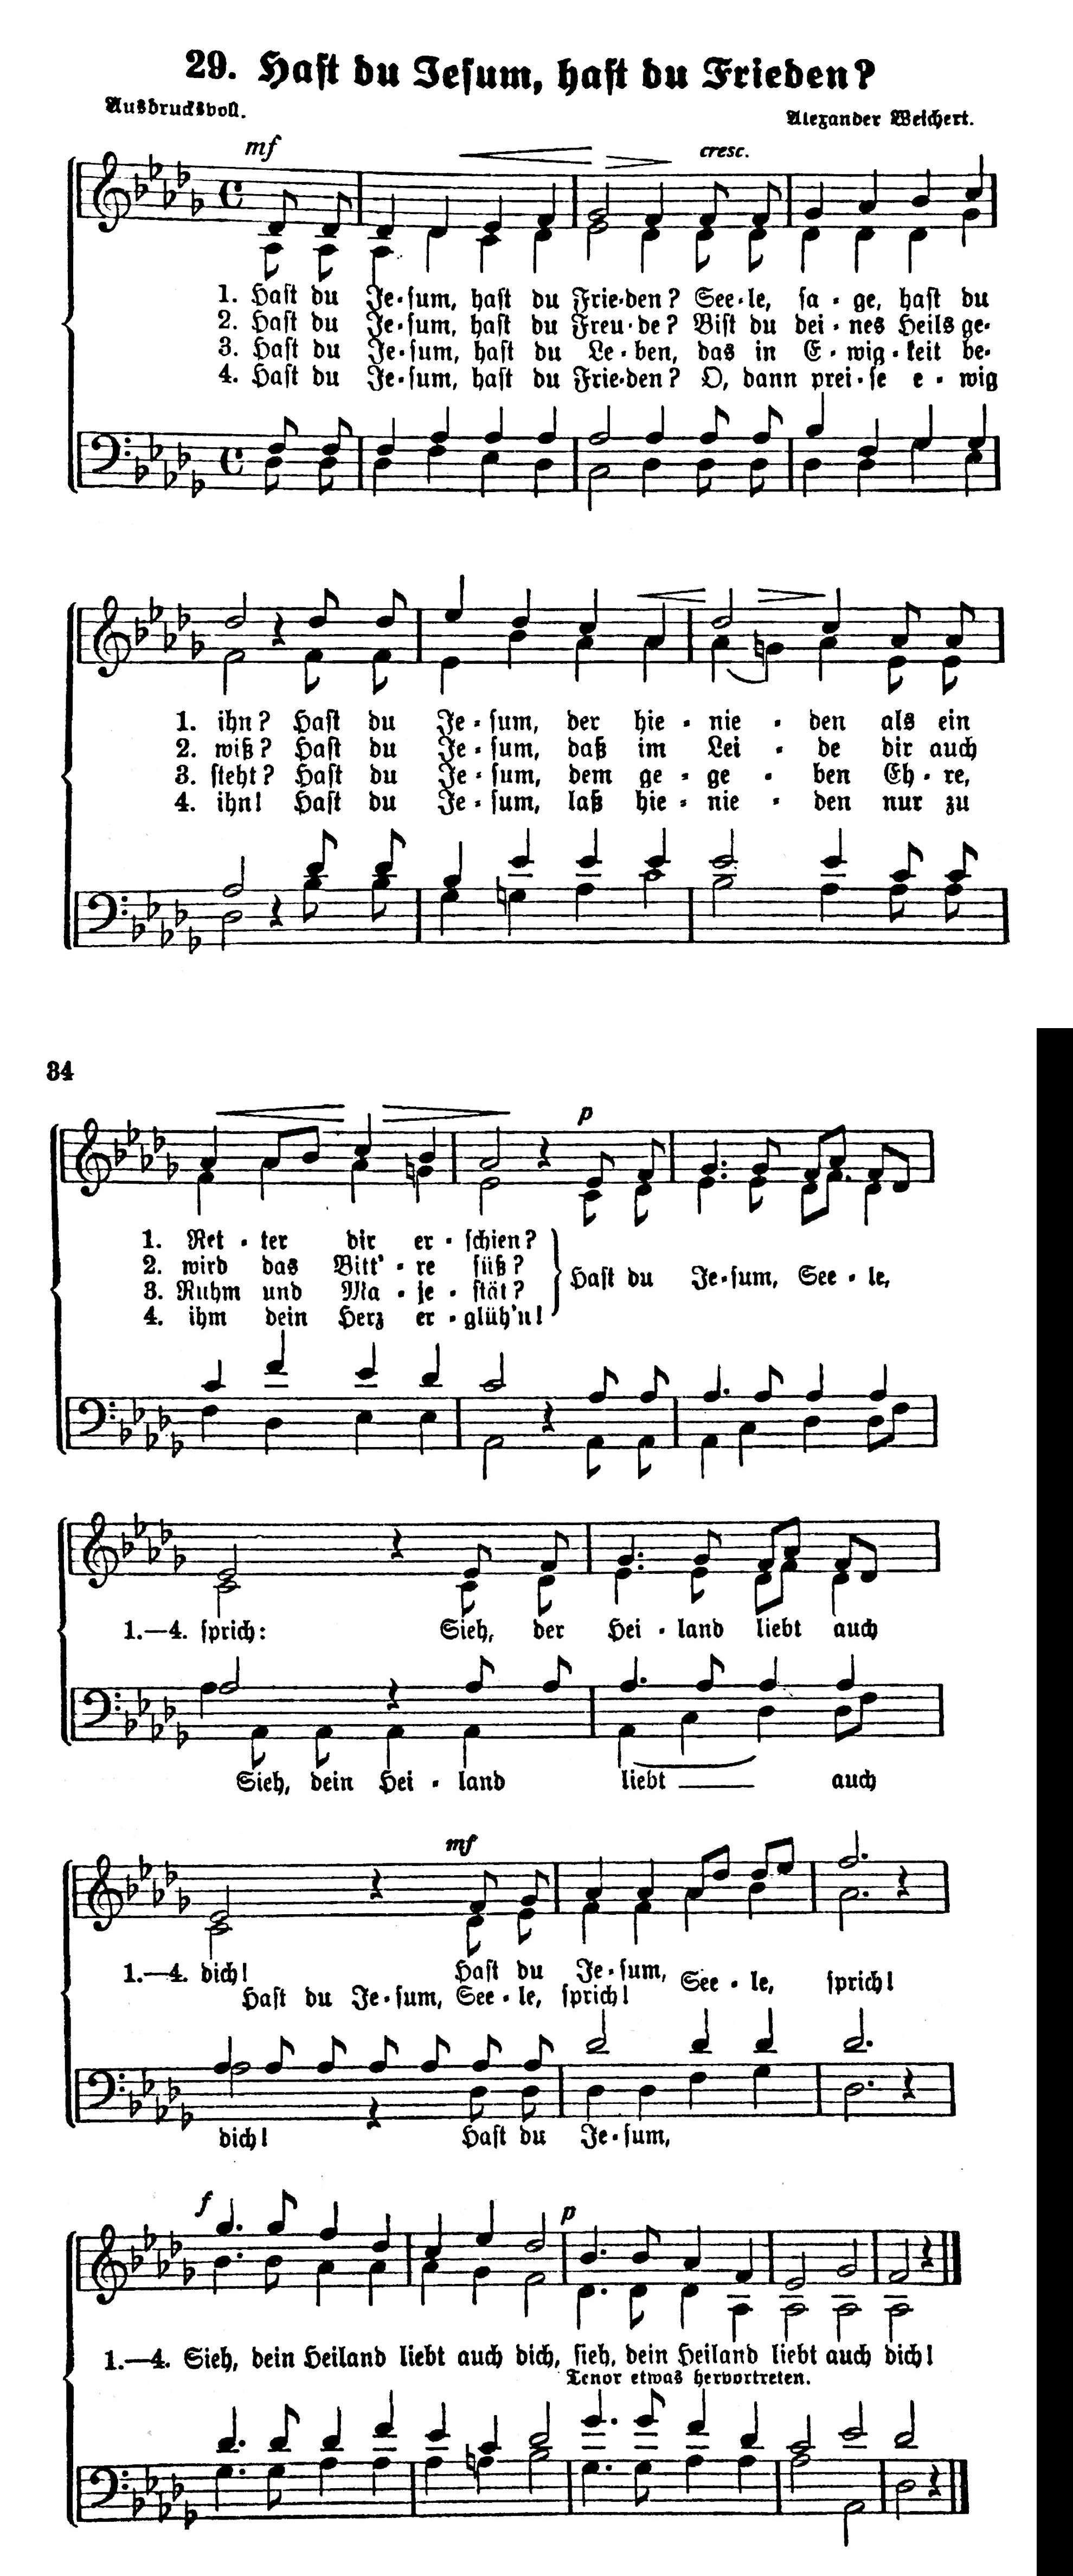 29. Hast du Jesum, hast du Frieden?
Ausdrucksvoll.
Alexander Weichert.
mf
cresc.
1. Hast du Je-sum, hast du Frie-den? See-le, sa-ge, hast du
2. Hast du Je-sum, hast du Freu-de? Bist du dei-nes Heils ge-
3. Hast du Je-sum, hast du Le-ben, das in E-wig-keit be-
4. Hast du Je-sum, hast du Frie-den? O, dann prei-se e-wig
1. ihn? Hast du Je-sum, der hie-nie-den als ein
2. wiß? Hast du Je-sum, daß im Lei-de dir auch
3. steht? Hast du Je-sum, dem ge-ge-ben Eh-re,
4. ihn! Hast du Je-sum, laß hie-nie-den nur zu
34
p
1. Ret-ter dir er-schien?
2. wird das Bitt'-re süß?
3. Ruhm und Ma-je-stät?
4. ihm dein Herz er-glüh'n!
Hast du Je-sum, See-le,
1.—4. sprich: Sieh, der Hei-land liebt auch
Sieh, dein Hei-land liebt auch
mf
1.—4. dich! Hast du Je-sum, See-le, sprich!
Hast du Je-sum, See-le, sprich!
dich! Hast du Je-sum,
f
p
1.—4. Sieh, dein Heiland liebt auch dich, sieh, dein Heiland liebt auch dich!
Tenor etwas hervortreten.